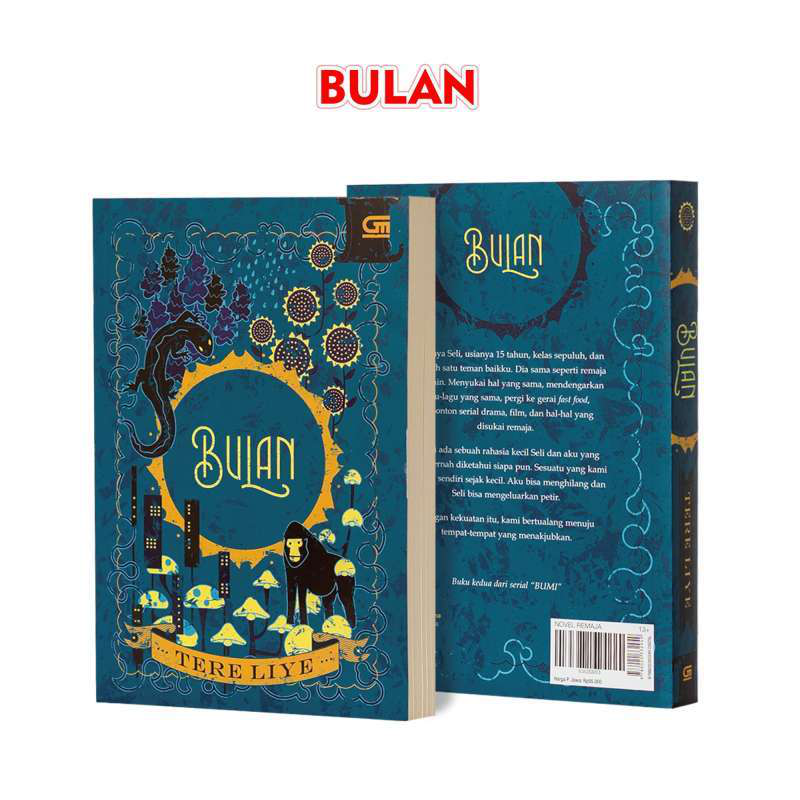 BULAN
GM
BULAN
TERE LIYE
BULAN
ya Seli, usianya 15 tahun, kelas sepuluh, dan
h satu teman baikku. Dia sama seperti remaja
in. Menyukai hal yang sama, mendengarkan
u-lagu yang sama, pergi ke gerai fast food,
onton serial drama, film, dan hal-hal yang
disukai remaja.
ada sebuah rahasia kecil Seli dan aku yang
ernah diketahui siapa pun. Sesuatu yang kami
sendiri sejak kecil. Aku bisa menghilang dan
Seli bisa mengeluarkan petir.
gan kekuatan itu, kami bertualang menuju
tempat-tempat yang menakjubkan.
Buku kedua dari serial "BUMI"
NOVEL REMAJA
13+
BULAN
TERE LIYE